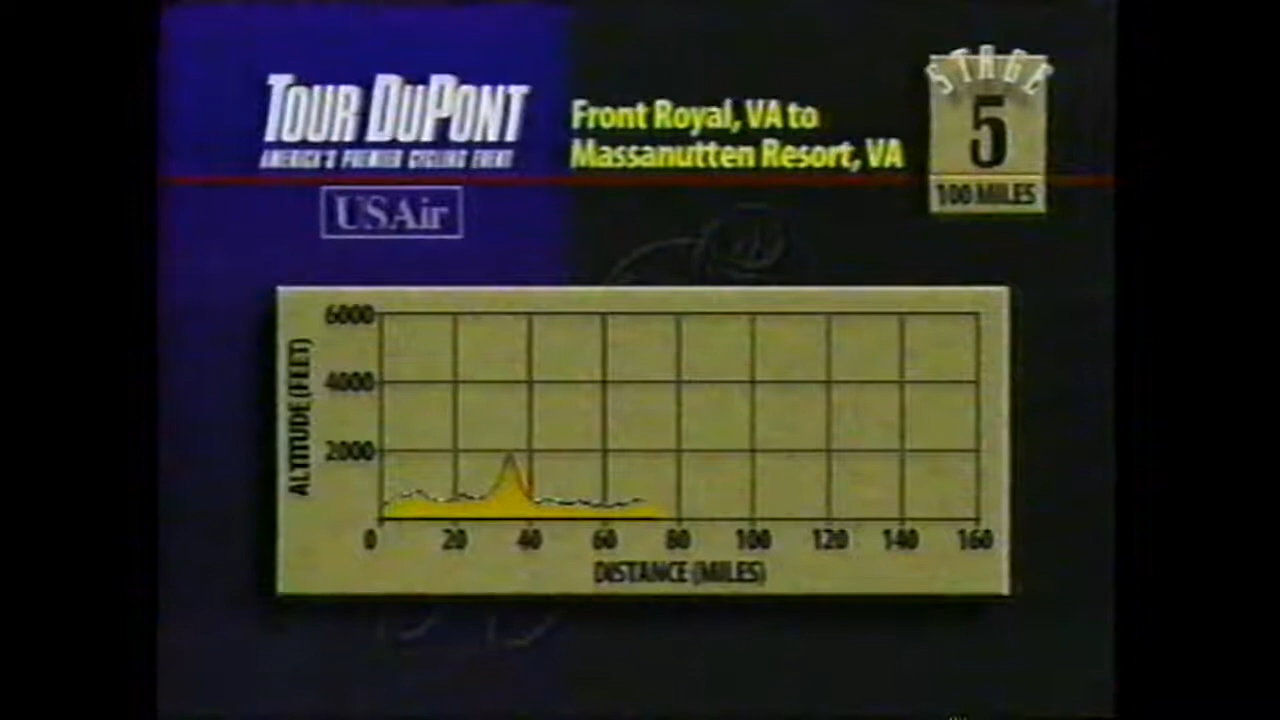 TOUR DUPONT
AMERICA'S PREMIER CYCLING EVENT
USAir
Front Royal, VA to
Massanutten Resort, VA
STAGE
5
100 MILES
6000
4000
2000
ALTITUDE (FEET)
0 20 40 60 80 100 120 140 160
DISTANCE (MILES)